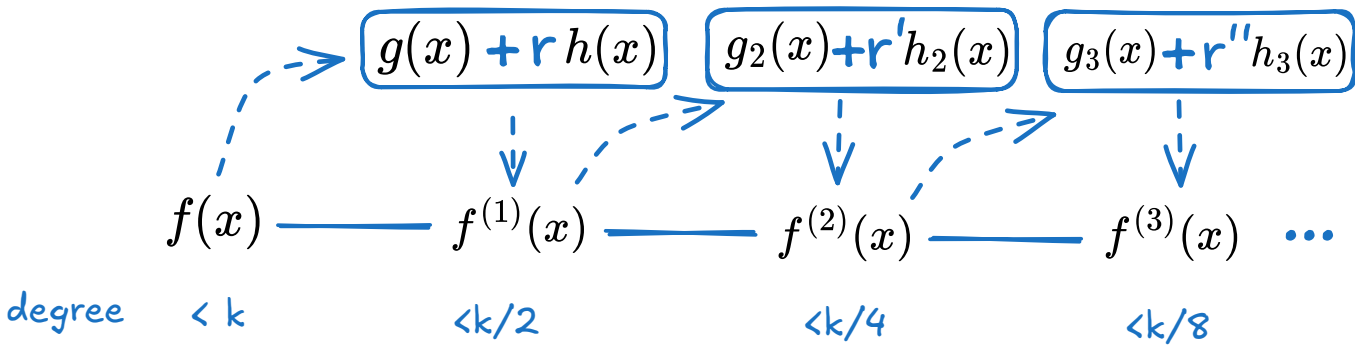 g(x) + r h(x) g₂(x)+r'h₂(x) g₃(x)+r''h₃(x)
f(x) f⁽¹⁾(x) f⁽²⁾(x) f⁽³⁾(x) ...
degree < k <k/2 <k/4 <k/8